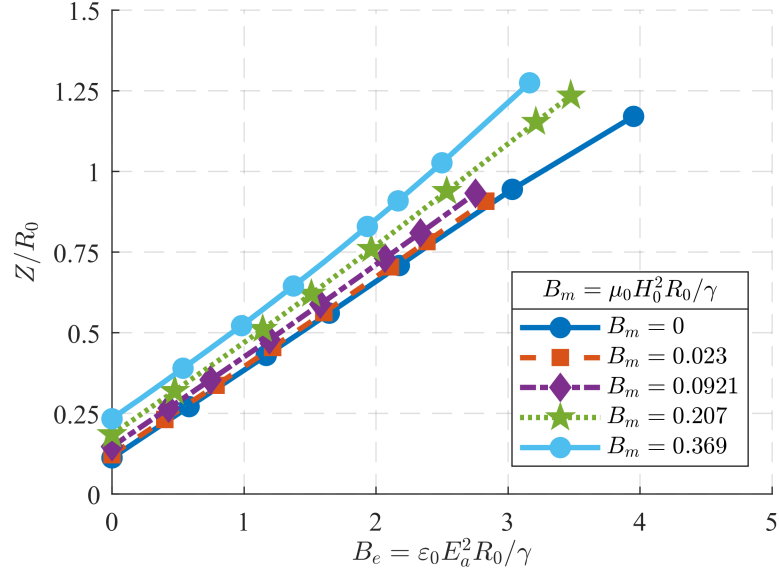 1.5
1.25
1
0.75
0.5
0.25
0
Z/R₀
0 1 2 3 4 5
Bₑ = ε₀Eₐ²R₀/γ
Bₘ = μ₀H₀²R₀/γ
Bₘ = 0
Bₘ = 0.023
Bₘ = 0.0921
Bₘ = 0.207
Bₘ = 0.369